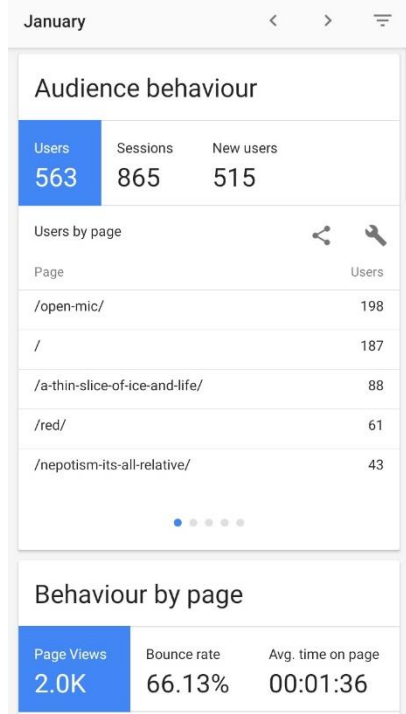 January
Audience behaviour
Users Sessions New users
563 865 515
Users by page
Page Users
/open-mic/ 198
/ 187
/a-thin-slice-of-ice-and-life/ 88
/red/ 61
/nepotism-its-all-relative/ 43
Behaviour by page
Page Views Bounce rate Avg. time on page
2.0K 66.13% 00:01:36